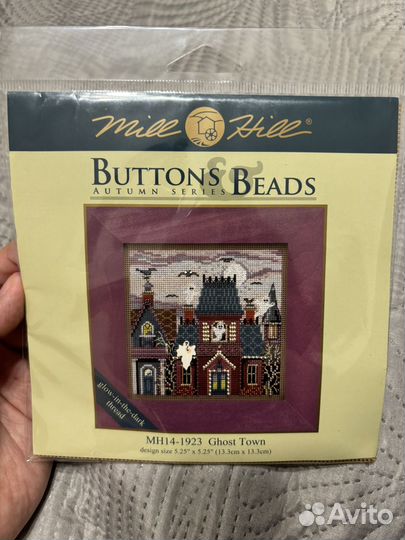 Mill Hill®
BUTTONS & BEADS
AUTUMN SERIES
glow-in-the-dark
thread
MH14-1923 Ghost Town
design size 5.25" x 5.25" (13.3cm x 13.3cm)
Avito